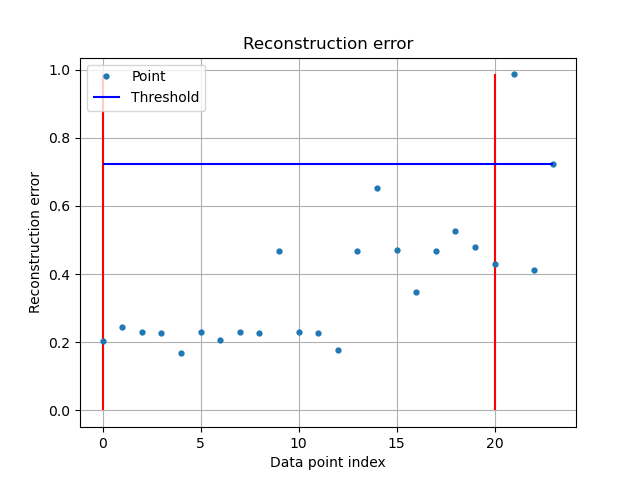 Reconstruction error
Point
Threshold
Reconstruction error
1.0
0.8
0.6
0.4
0.2
0.0
0 5 10 15 20
Data point index